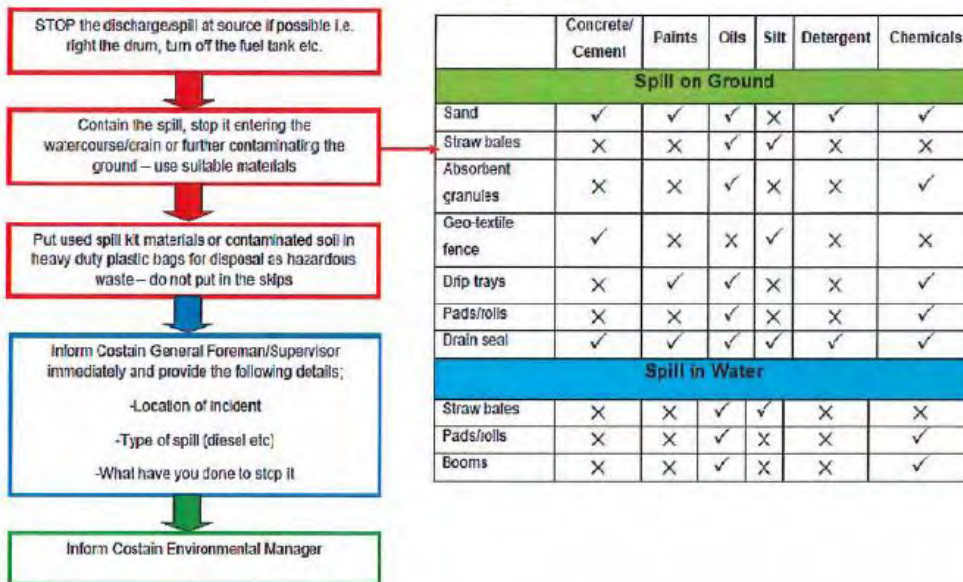 STOP the discharge/spill at source if possible i.e.
right the drum, turn off the fuel tank etc.
Contain the spill, stop it entering the
watercourse/drain or further contaminating the
ground – use suitable materials
Put used spill kit materials or contaminated soil in
heavy duty plastic bags for disposal as hazardous
waste – do not put in the skips
Inform Costain General Foreman/Supervisor
immediately and provide the following details;
-Location of incident
-Type of spill (diesel etc)
-What have you done to stop it
Inform Costain Environmental Manager
Concrete/
Cement Paints Oils Silt Detergent Chemicals
Spill on Ground
Sand ✓ ✓ ✓ ✗ ✓ ✓
Straw bales ✗ ✗ ✓ ✓ ✗ ✗
Absorbent
granules ✗ ✗ ✓ ✗ ✗ ✓
Geo-textile
fence ✓ ✗ ✗ ✓ ✗ ✗
Drip trays ✗ ✓ ✓ ✗ ✗ ✓
Pads/rolls ✗ ✗ ✓ ✗ ✗ ✓
Drain seal ✓ ✓ ✓ ✓ ✓ ✓
Spill in Water
Straw bales ✗ ✗ ✓ ✓ ✗ ✗
Pads/rolls ✗ ✗ ✓ ✗ ✗ ✓
Booms ✗ ✗ ✓ ✗ ✗ ✓